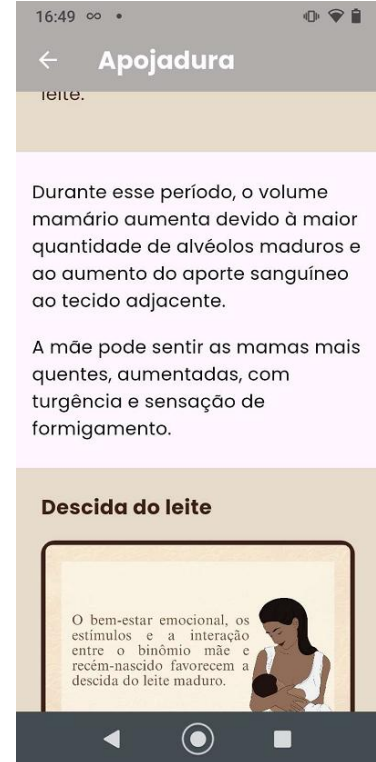 16:49
Apojadura
leite.
Durante esse período, o volume
mamário aumenta devido à maior
quantidade de alvéolos maduros e
ao aumento do aporte sanguíneo
ao tecido adjacente.
A mãe pode sentir as mamas mais
quentes, aumentadas, com
turgência e sensação de
formigamento.
Descida do leite
O bem-estar emocional, os
estímulos e a interação
entre o binômio mãe e
recém-nascido favorecem a
descida do leite maduro.